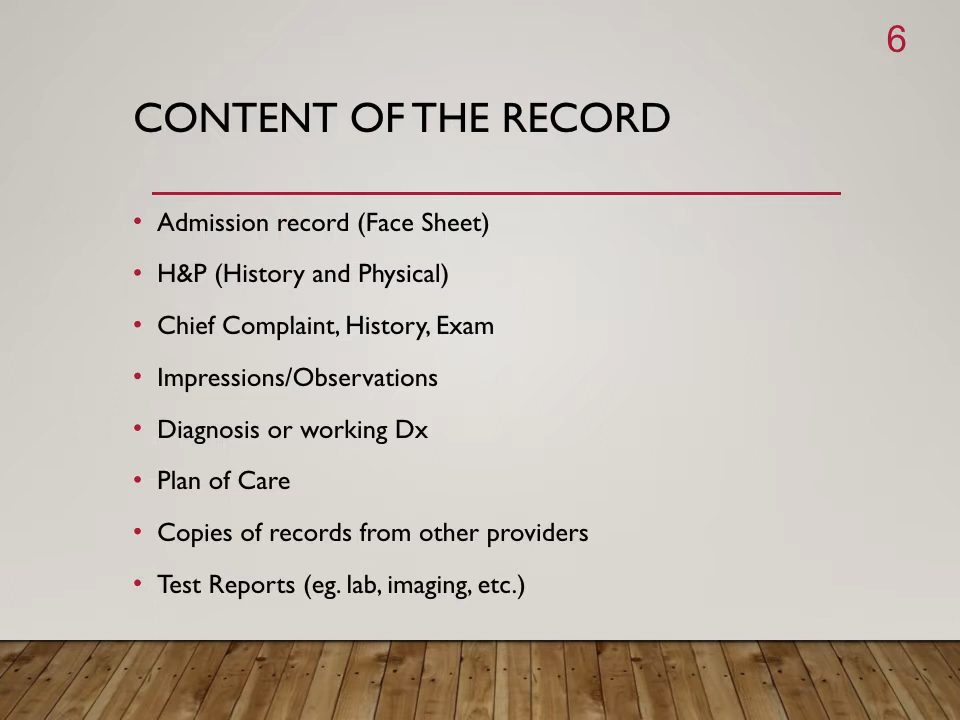 6
CONTENT OF THE RECORD
• Admission record (Face Sheet)
• H&P (History and Physical)
• Chief Complaint, History, Exam
• Impressions/Observations
• Diagnosis or working Dx
• Plan of Care
• Copies of records from other providers
• Test Reports (eg. lab, imaging, etc.)